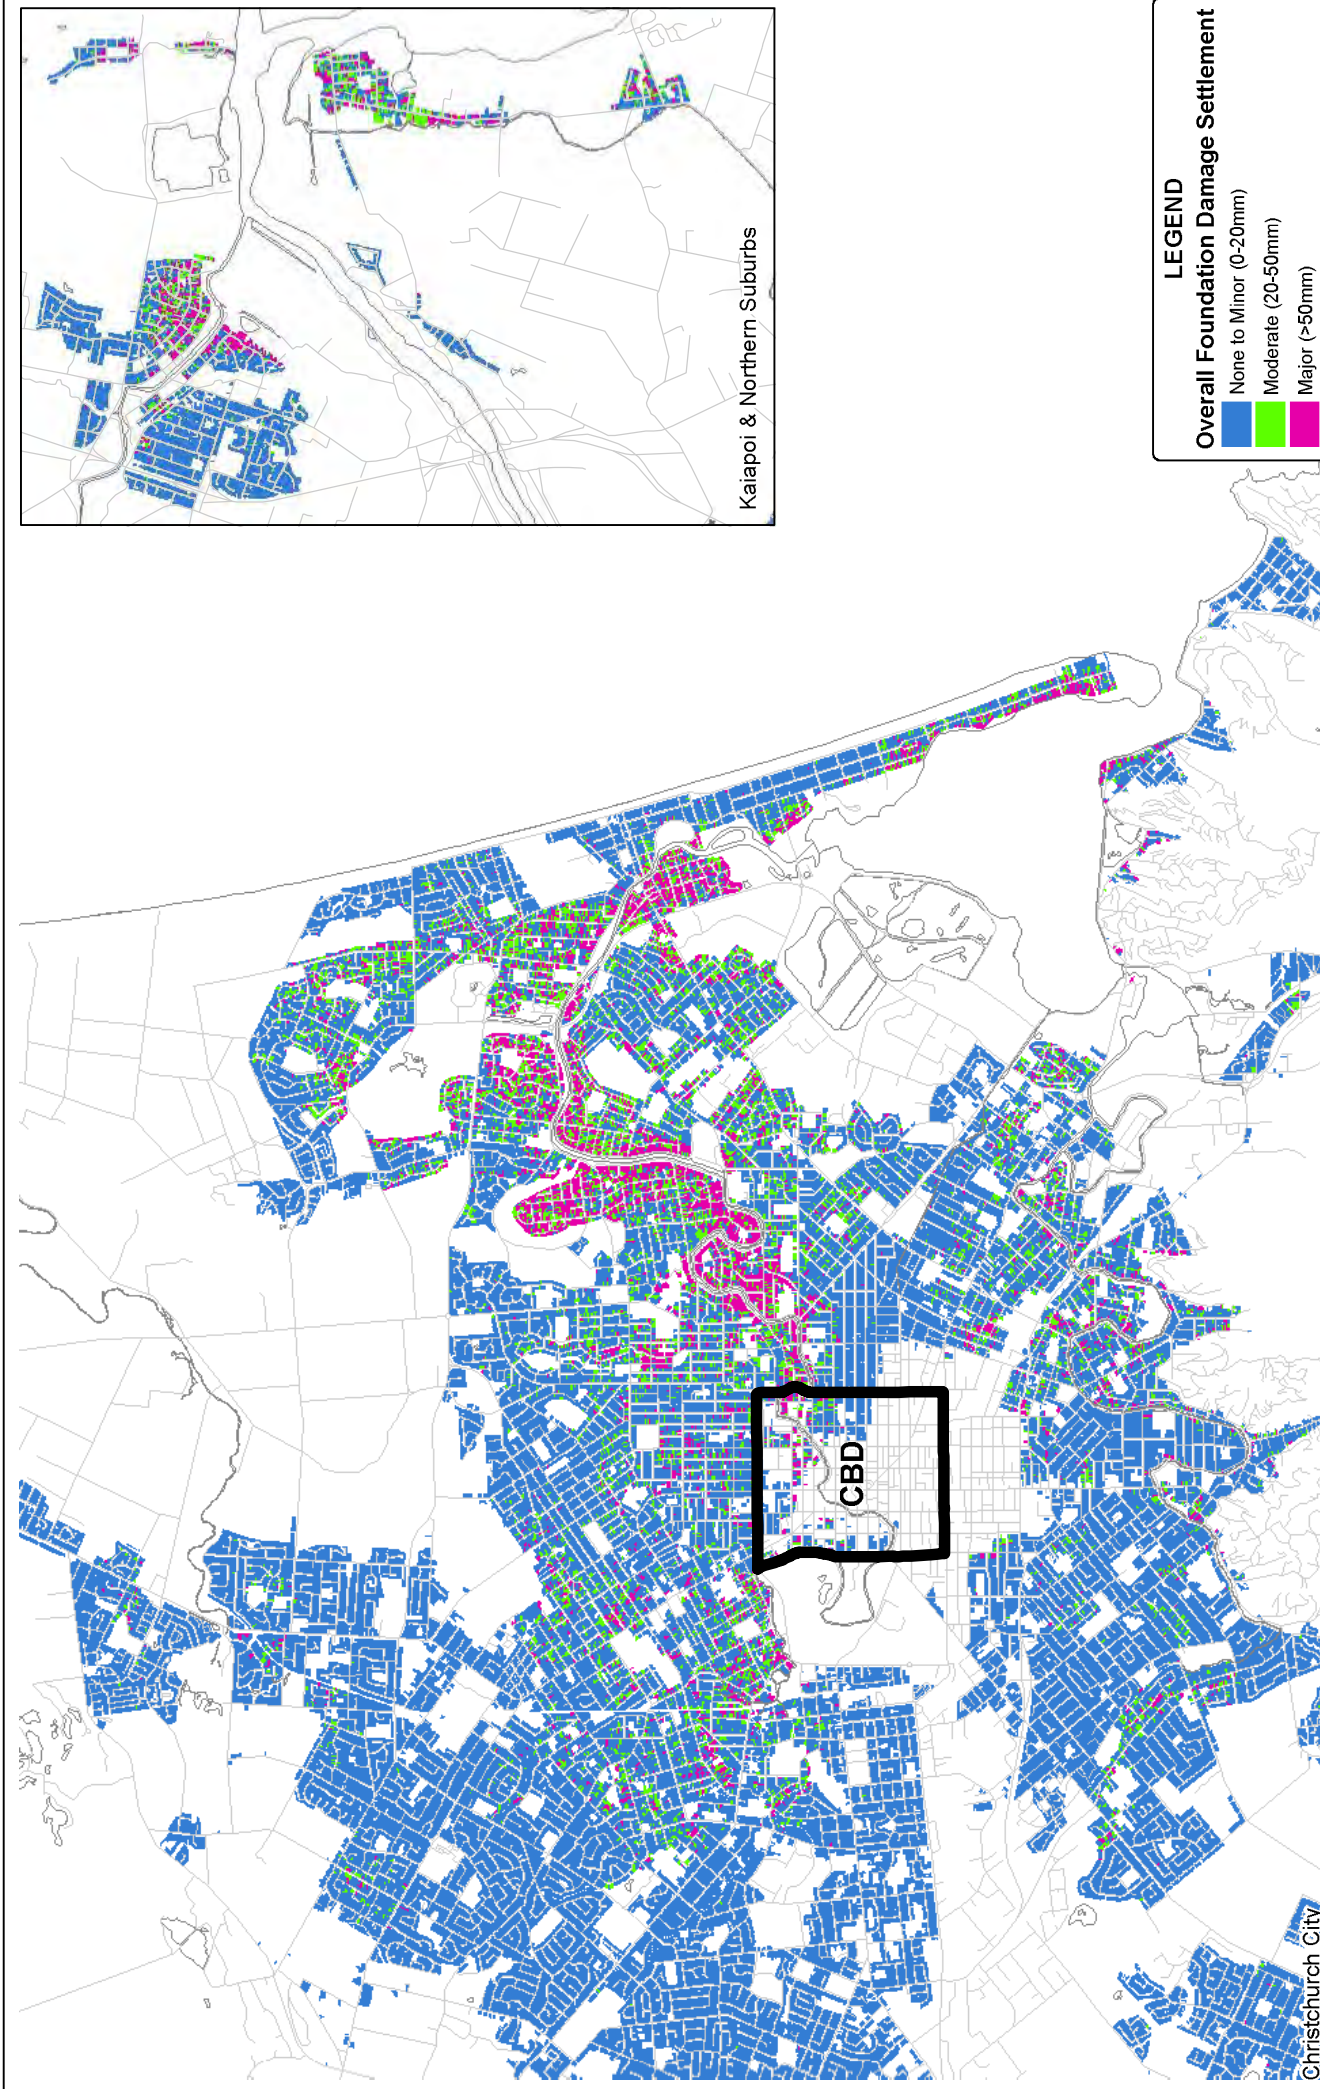 Kaiapoi & Northern Suburbs
LEGEND
Overall Foundation Damage Settlement
None to Minor (0-20mm)
Moderate (20-50mm)
Major (>50mm)
CBD
Christchurch City